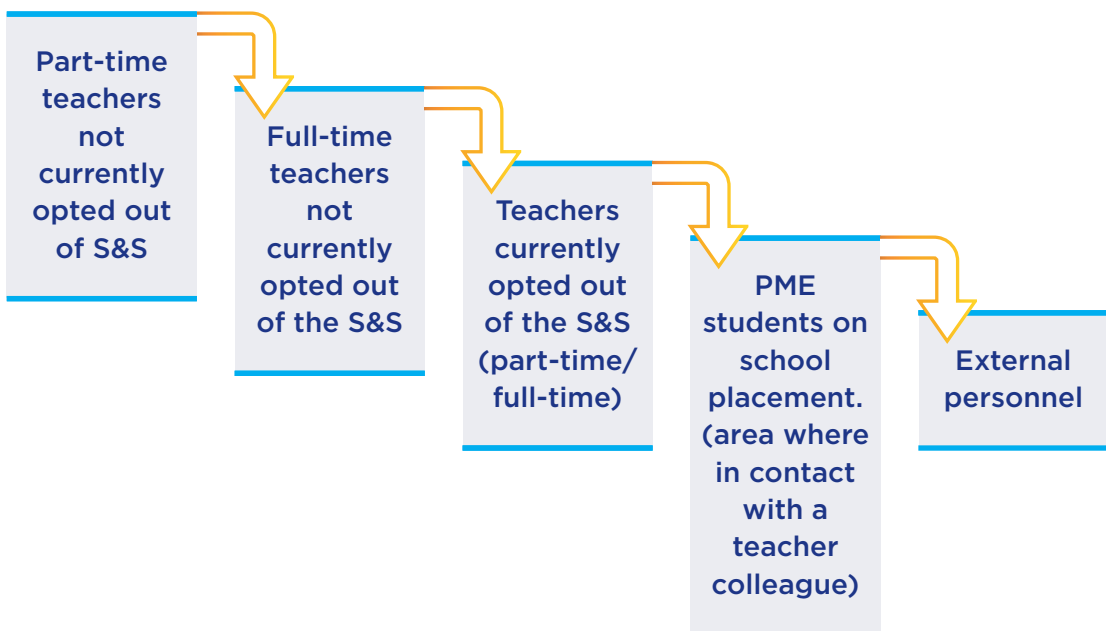 Part-time
teachers
not
currently
opted out
of S&S
Full-time
teachers
not
currently
opted out
of the S&S
Teachers
currently
opted out
of the S&S
(part-time/
full-time)
PME
students on
school
placement.
(area where
in contact
with a
teacher
colleague)
External
personnel